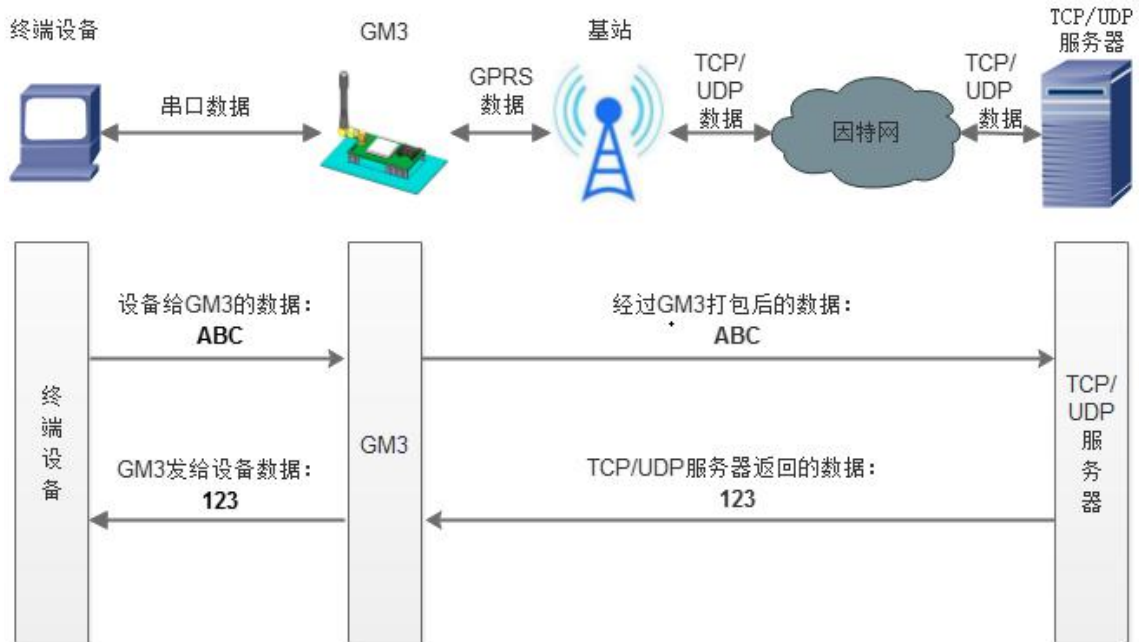 终端设备
GM3
基站
TCP/UDP
服务器
串口数据
GPRS
数据
TCP/
UDP
数据
因特网
TCP/
UDP
数据
设备给GM3的数据：
ABC
经过GM3打包后的数据：
ABC
终
端
设
备
GM3
TCP/
UDP
服
务
器
GM3发给设备数据：
123
TCP/UDP服务器返回的数据：
123